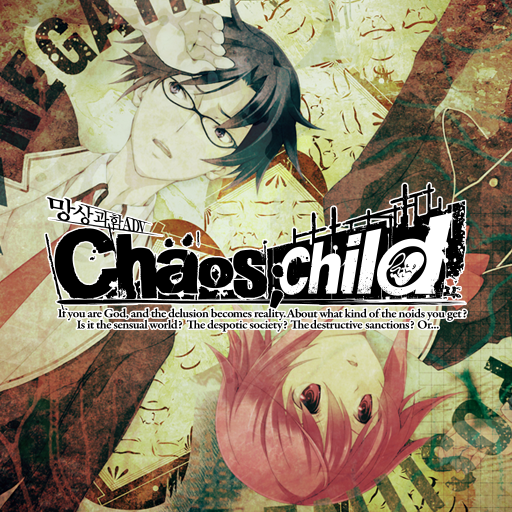 NEGAI
망상과학ADV
Chäos;Child
If you are God, and the delusion becomes reality. About what kind of the noids you get?
Is it the sensual world? The despotic society? The destructive sanctions? Or...